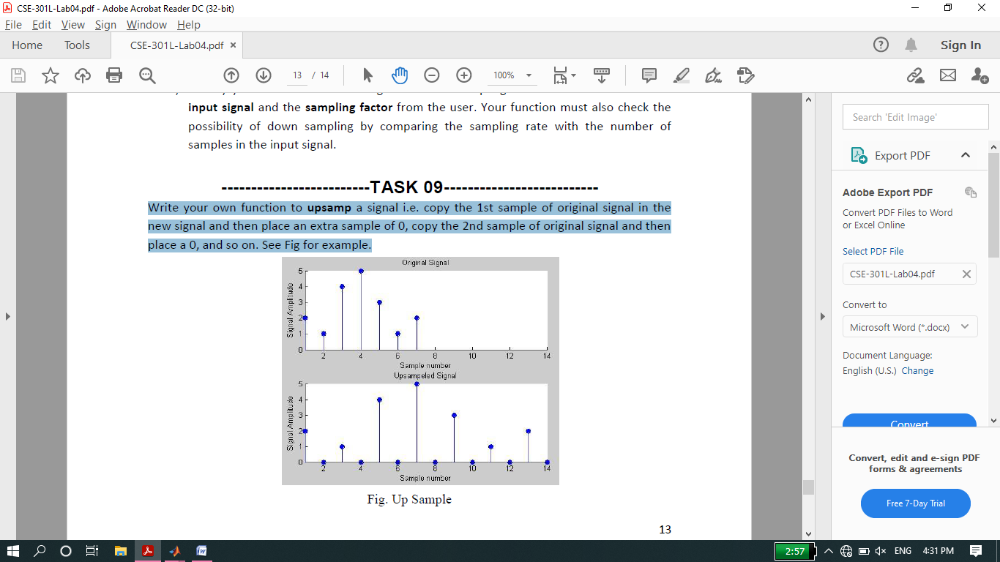 CSE-301L-Lab04.pdf - Adobe Acrobat Reader DC (32-bit)
File Edit View Sign Window Help
Home Tools CSE-301L-Lab04.pdf × Sign In
13 / 14 100%
input signal and the sampling factor from the user. Your function must also check the
possibility of down sampling by comparing the sampling rate with the number of
samples in the input signal.
-------------------------TASK 09--------------------------
Write your own function to upsamp a signal i.e. copy the 1st sample of original signal in the
new signal and then place an extra sample of 0, copy the 2nd sample of original signal and then
place a 0, and so on. See Fig for example.
Original Signal
Signal Amplitude
5
4
3
2
1
0
2 4 6 8 10 12 14
Sample number
Upsampeled Signal
Signal Amplitude
5
4
3
2
1
0
2 4 6 8 10 12 14
Sample number
Fig. Up Sample
13
Search 'Edit Image'
Export PDF
Adobe Export PDF
Convert PDF Files to Word
or Excel Online
Select PDF File
CSE-301L-Lab04.pdf
Convert to
Microsoft Word (*.docx)
Document Language:
English (U.S.) Change
Convert
Convert, edit and e-sign PDF
forms & agreements
Free 7-Day Trial
2:57 ENG 4:31 PM